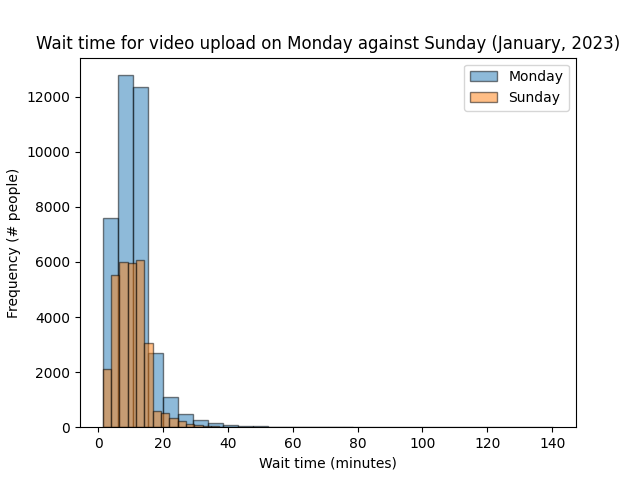 Wait time for video upload on Monday against Sunday (January, 2023)
Monday
Sunday
Frequency (# people)
12000
10000
8000
6000
4000
2000
0
0 20 40 60 80 100 120 140
Wait time (minutes)